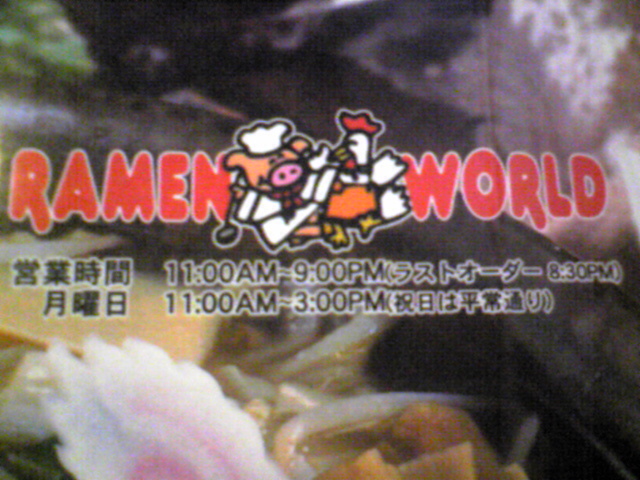 RAMEN WORLD
営業時間 11:00AM~9:00PM(ラストオーダー 8:30PM)
月曜日 11:00AM~3:00PM(祝日は平常通り)